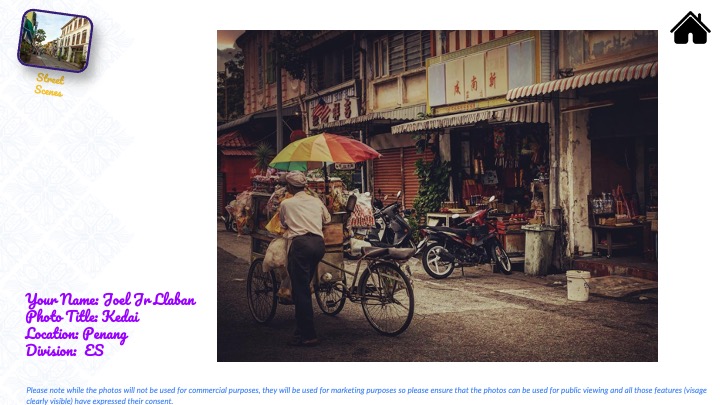 Street
Scenes
Your Name: Joel Jr Llaban
Photo Title: Kedai
Location: Penang
Division: ES
Please note while the photos will not be used for commercial purposes, they will be used for marketing purposes so please ensure that the photos can be used for public viewing and all those featured (visage
clearly visible) have expressed their consent.